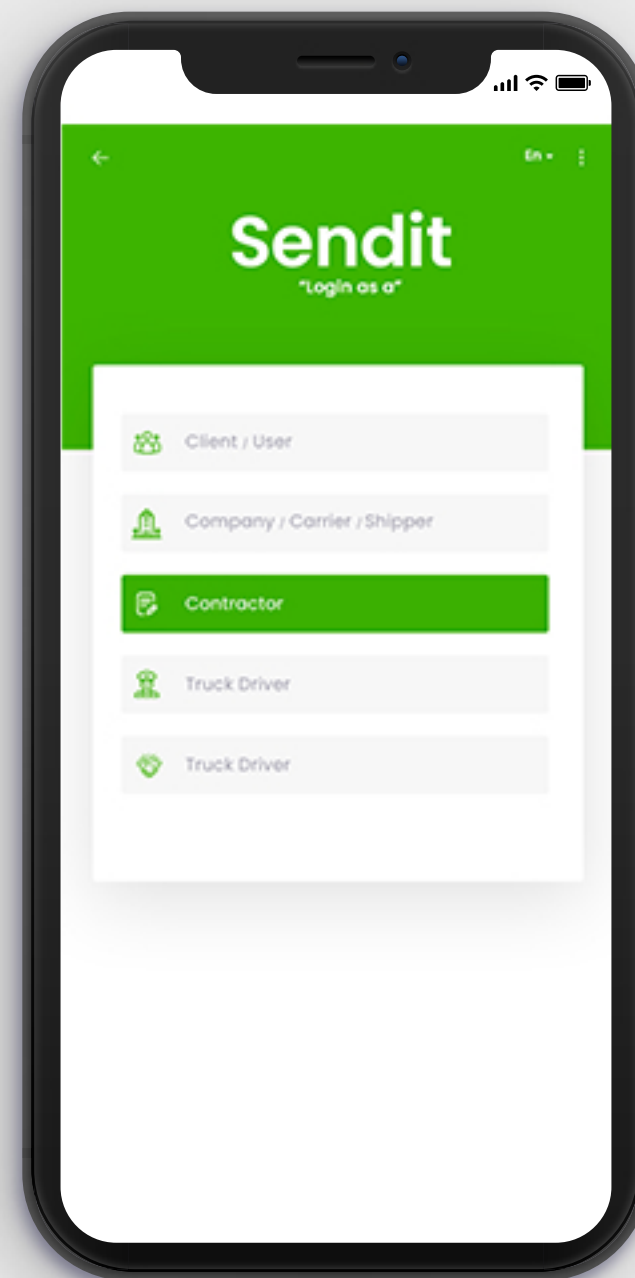 En
Sendit
"Login as a"
Client / User
Company / Carrier / Shipper
Contractor
Truck Driver
Truck Driver